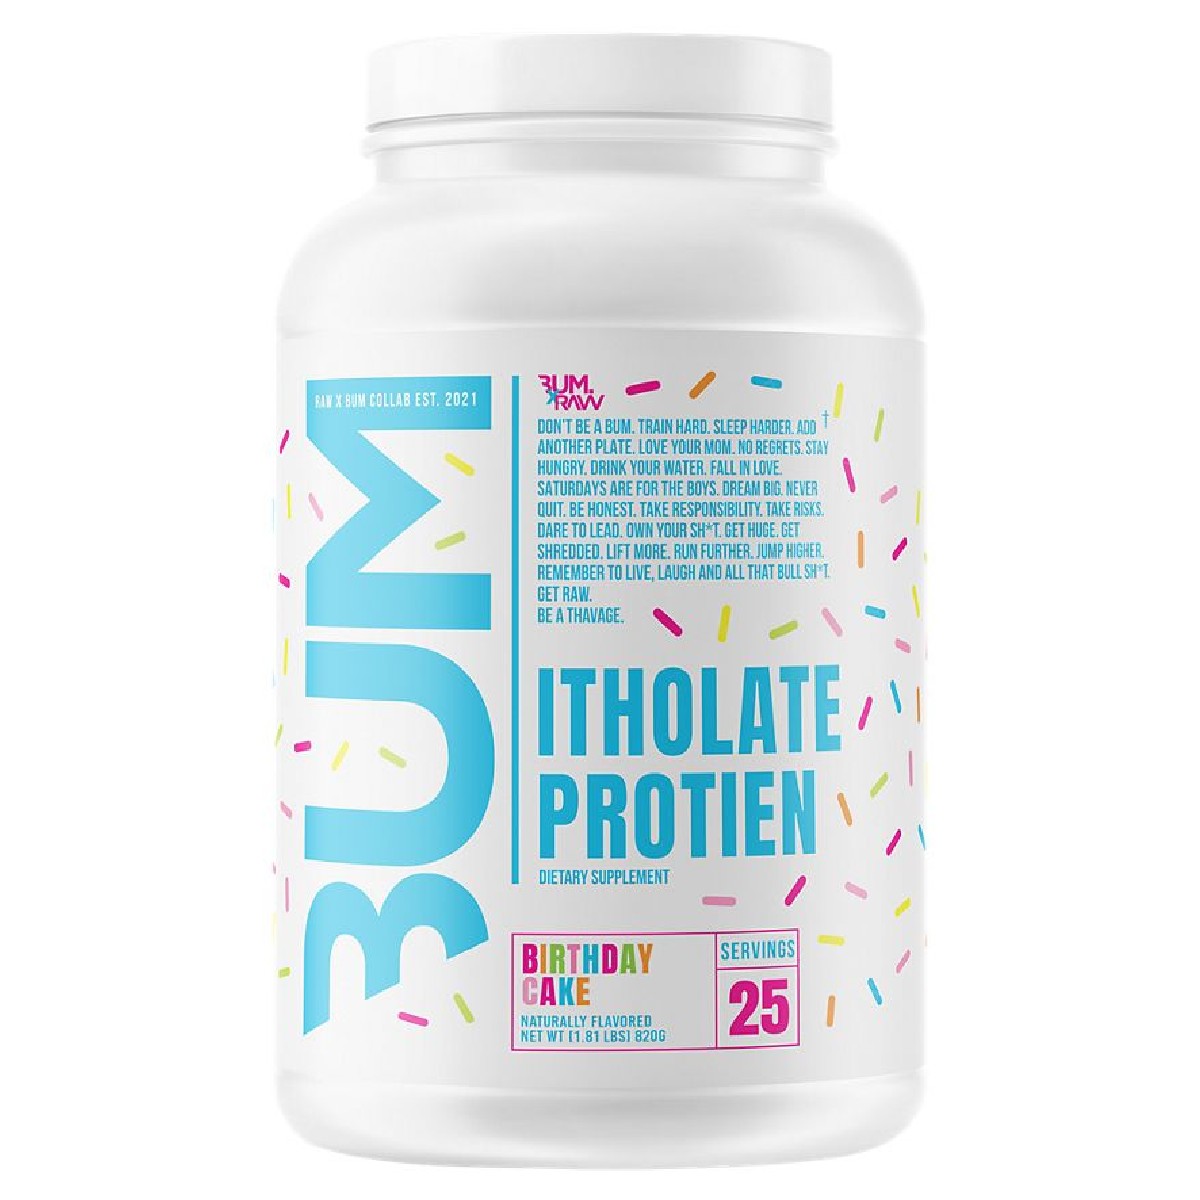 RAW X BUM COLLAB EST. 2021
BUM
BUM.
X RAW
DON'T BE A BUM. TRAIN HARD. SLEEP HARDER. ADD †
ANOTHER PLATE. LOVE YOUR MOM. NO REGRETS. STAY
HUNGRY. DRINK YOUR WATER. FALL IN LOVE.
SATURDAYS ARE FOR THE BOYS. DREAM BIG. NEVER
QUIT. BE HONEST. TAKE RESPONSIBILITY. TAKE RISKS.
DARE TO LEAD. OWN YOUR SH*T. GET HUGE. GET
SHREDDED. LIFT MORE. RUN FURTHER. JUMP HIGHER.
REMEMBER TO LIVE, LAUGH AND ALL THAT BULL SH*T.
GET RAW.
BE A THAVAGE.
ITHOLATE
PROTIEN
DIETARY SUPPLEMENT
BIRTHDAY
CAKE
NATURALLY FLAVORED
NET WT (1.81 LBS) 820G
SERVINGS
25